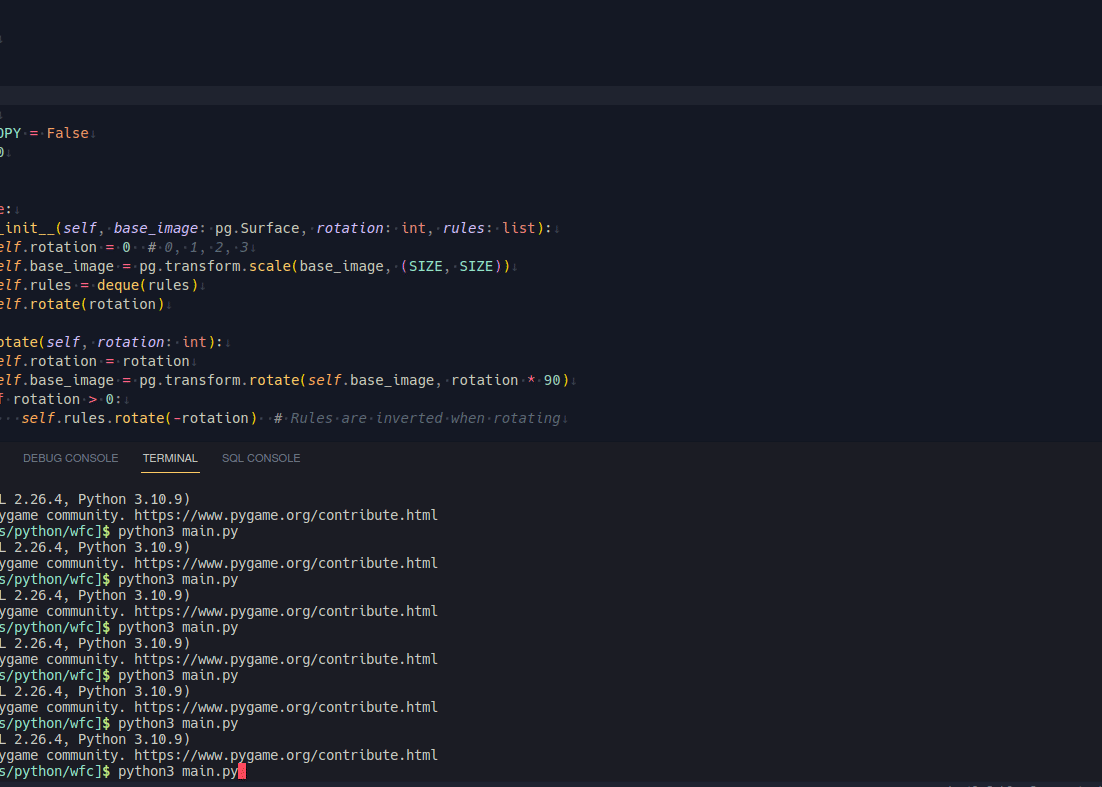 OPY = False
0
e:
_init__(self, base_image: pg.Surface, rotation: int, rules: list):
elf.rotation = 0  # 0, 1, 2, 3
elf.base_image = pg.transform.scale(base_image, (SIZE, SIZE))
elf.rules = deque(rules)
elf.rotate(rotation)
otate(self, rotation: int):
elf.rotation = rotation
elf.base_image = pg.transform.rotate(self.base_image, rotation * 90)
f rotation > 0:
self.rules.rotate(-rotation)  # Rules are inverted when rotating
DEBUG CONSOLE TERMINAL SQL CONSOLE
L 2.26.4, Python 3.10.9)
ygame community. https://www.pygame.org/contribute.html
s/python/wfc]$ python3 main.py
L 2.26.4, Python 3.10.9)
ygame community. https://www.pygame.org/contribute.html
s/python/wfc]$ python3 main.py
L 2.26.4, Python 3.10.9)
ygame community. https://www.pygame.org/contribute.html
s/python/wfc]$ python3 main.py
L 2.26.4, Python 3.10.9)
ygame community. https://www.pygame.org/contribute.html
s/python/wfc]$ python3 main.py
L 2.26.4, Python 3.10.9)
ygame community. https://www.pygame.org/contribute.html
s/python/wfc]$ python3 main.py
L 2.26.4, Python 3.10.9)
ygame community. https://www.pygame.org/contribute.html
s/python/wfc]$ python3 main.py